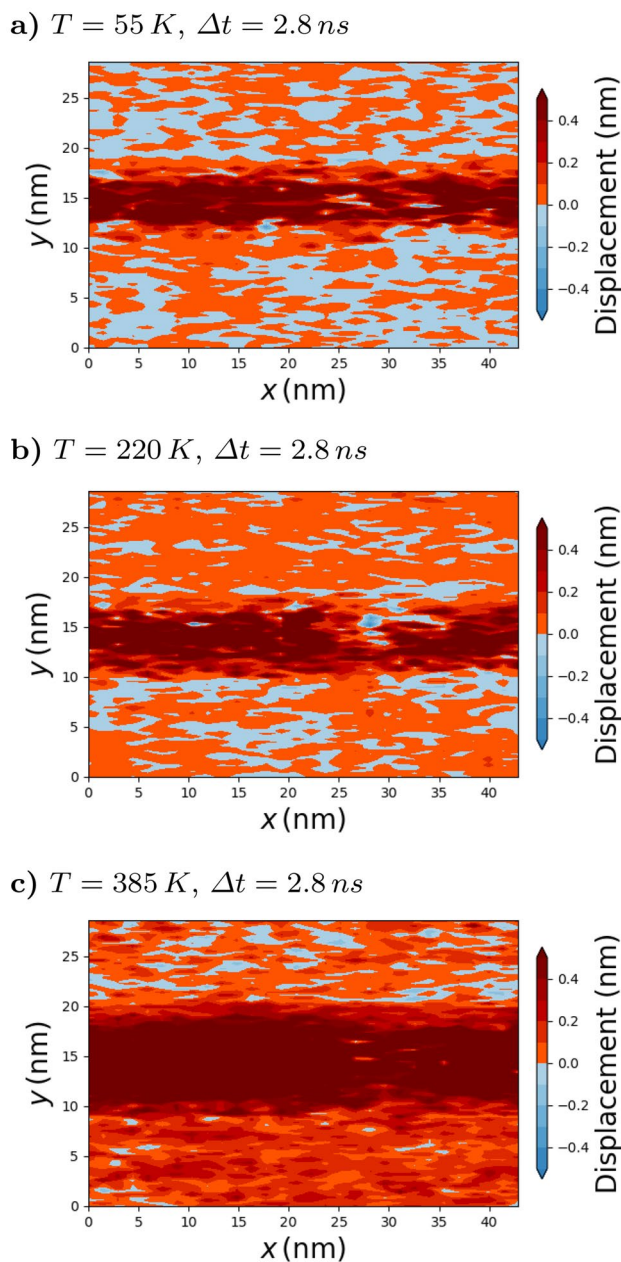 a) T = 55 K, Δt = 2.8 ns
25
20
15
10
5
0
y (nm)
0 5 10 15 20 25 30 35 40
x (nm)
0.4
0.2
0.0
−0.2
−0.4
Displacement (nm)
b) T = 220 K, Δt = 2.8 ns
25
20
15
10
5
0
y (nm)
0 5 10 15 20 25 30 35 40
x (nm)
0.4
0.2
0.0
−0.2
−0.4
Displacement (nm)
c) T = 385 K, Δt = 2.8 ns
25
20
15
10
5
0
y (nm)
0 5 10 15 20 25 30 35 40
x (nm)
0.4
0.2
0.0
−0.2
−0.4
Displacement (nm)